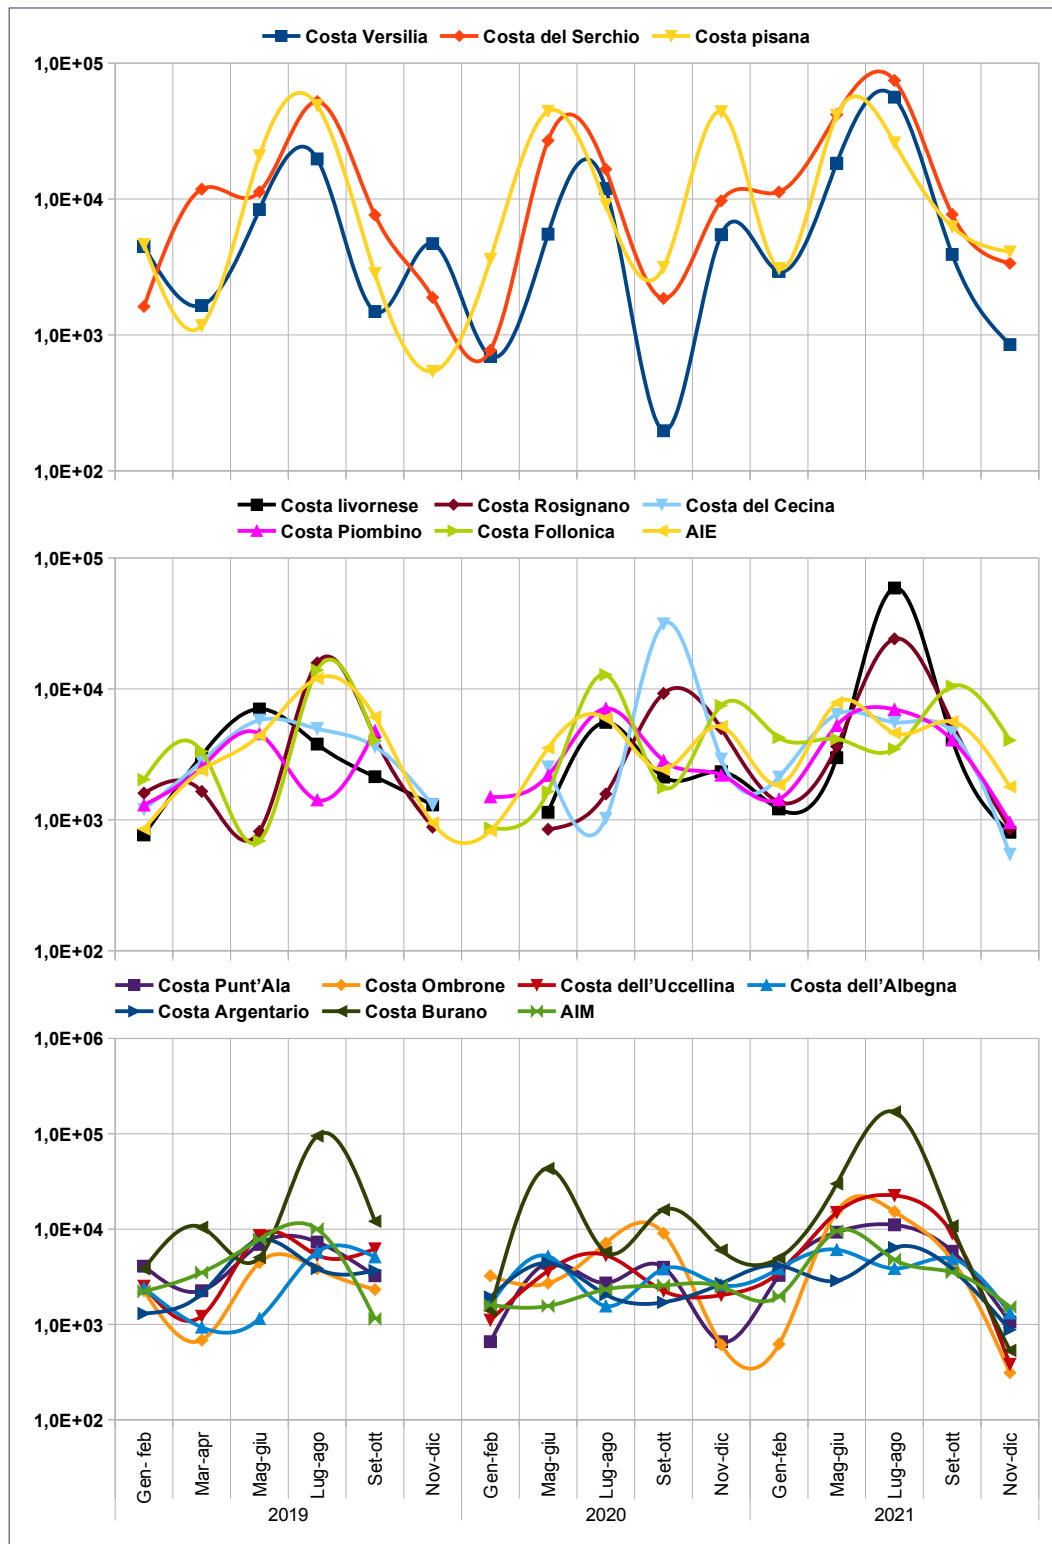 Costa Versilia Costa del Serchio Costa pisana
1,0E+05
1,0E+04
1,0E+03
1,0E+02
Costa livornese Costa Rosignano Costa del Cecina
Costa Piombino Costa Follonica AIE
1,0E+05
1,0E+04
1,0E+03
1,0E+02
Costa Punt'Ala Costa Ombrone Costa dell'Uccellina Costa dell'Albegna
Costa Argentario Costa Burano AIM
1,0E+06
1,0E+05
1,0E+04
1,0E+03
1,0E+02
Gen- feb
Mar-apr
Mag-giu
Lug-ago
Set-ott
Nov-dic
Gen-feb
Mag-giu
Lug-ago
Set-ott
Nov-dic
Gen-feb
Mag-giu
Lug-ago
Set-ott
Nov-dic
2019 2020 2021